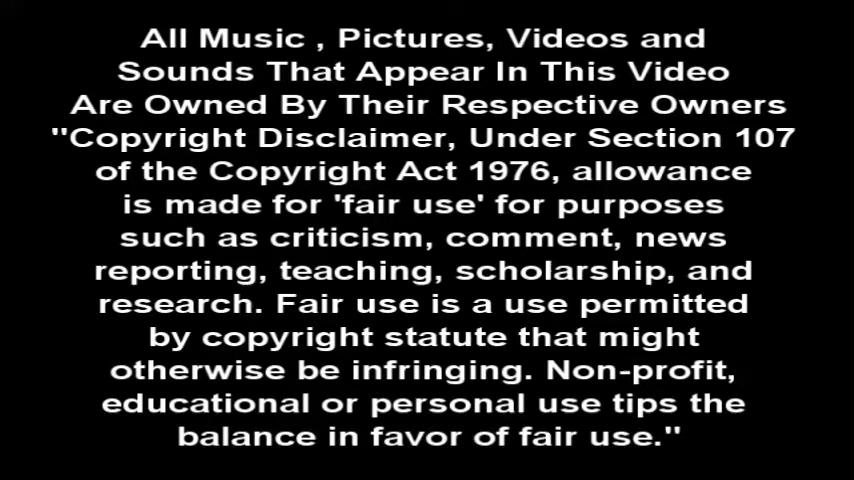 All Music , Pictures, Videos and
Sounds That Appear In This Video
Are Owned By Their Respective Owners
"Copyright Disclaimer, Under Section 107
of the Copyright Act 1976, allowance
is made for 'fair use' for purposes
such as criticism, comment, news
reporting, teaching, scholarship, and
research. Fair use is a use permitted
by copyright statute that might
otherwise be infringing. Non-profit,
educational or personal use tips the
balance in favor of fair use."